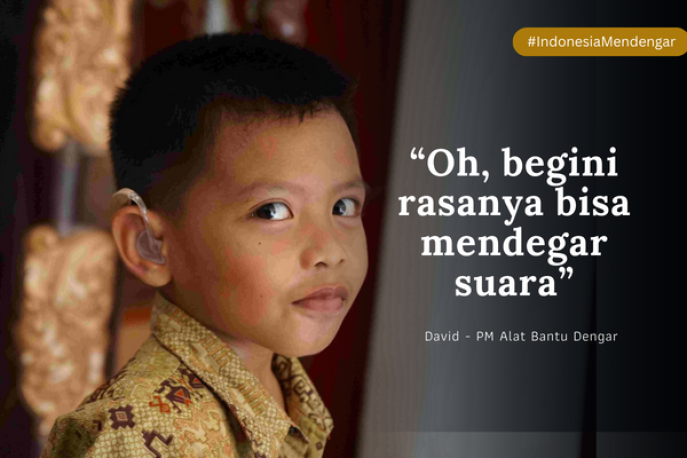 #IndonesiaMendengar
“Oh, begini
rasanya bisa
mendegar
suara”
David - PM Alat Bantu Dengar